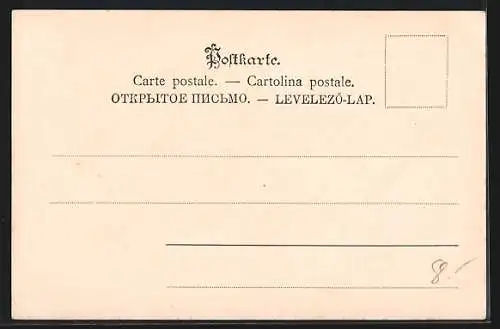 Postkarte.
Carte postale. — Cartolina postale.
ОТКРЫТОЕ ПИСЬМО. — LEVELEZŐ-LAP.
8.-